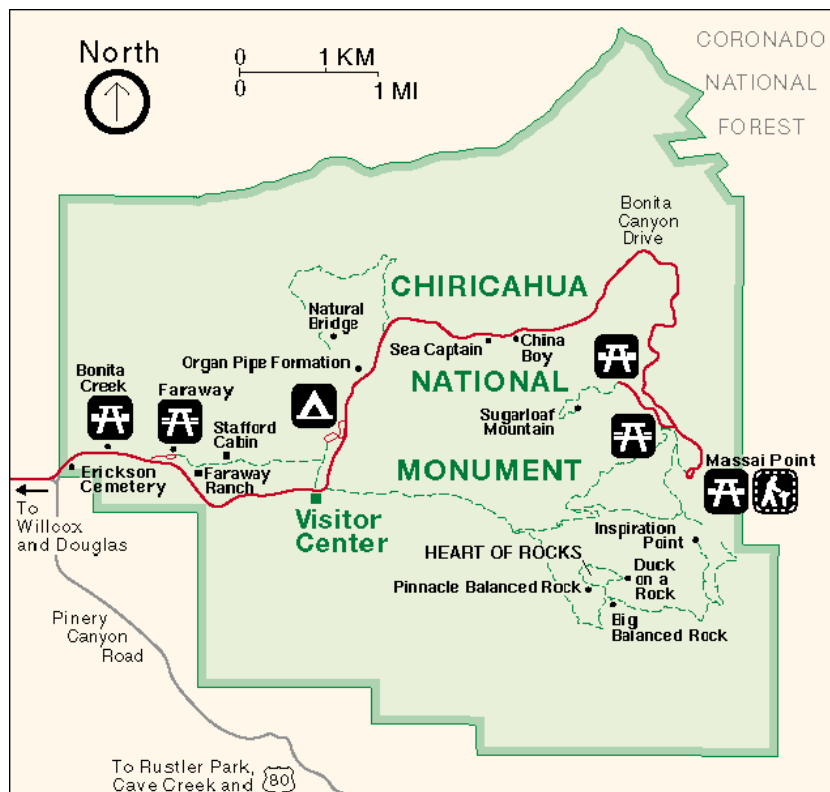 North
0 1 KM
0 1 MI
CORONADO
NATIONAL
FOREST
Bonita
Canyon
Drive
CHIRICAHUA
Natural
Bridge
Sea Captain
China
Boy
Organ Pipe Formation
Bonita
Creek
Faraway
NATIONAL
Sugarloaf
Mountain
Stafford
Cabin
MONUMENT
Massai Point
Erickson
Cemetery
Faraway
Ranch
To
Willcox
and Douglas
Visitor
Center
Inspiration
Point
HEART OF ROCKS
Duck
on a
Rock
Pinnacle Balanced Rock
Big
Balanced Rock
Pinery
Canyon
Road
To Rustler Park,
Cave Creek and 80